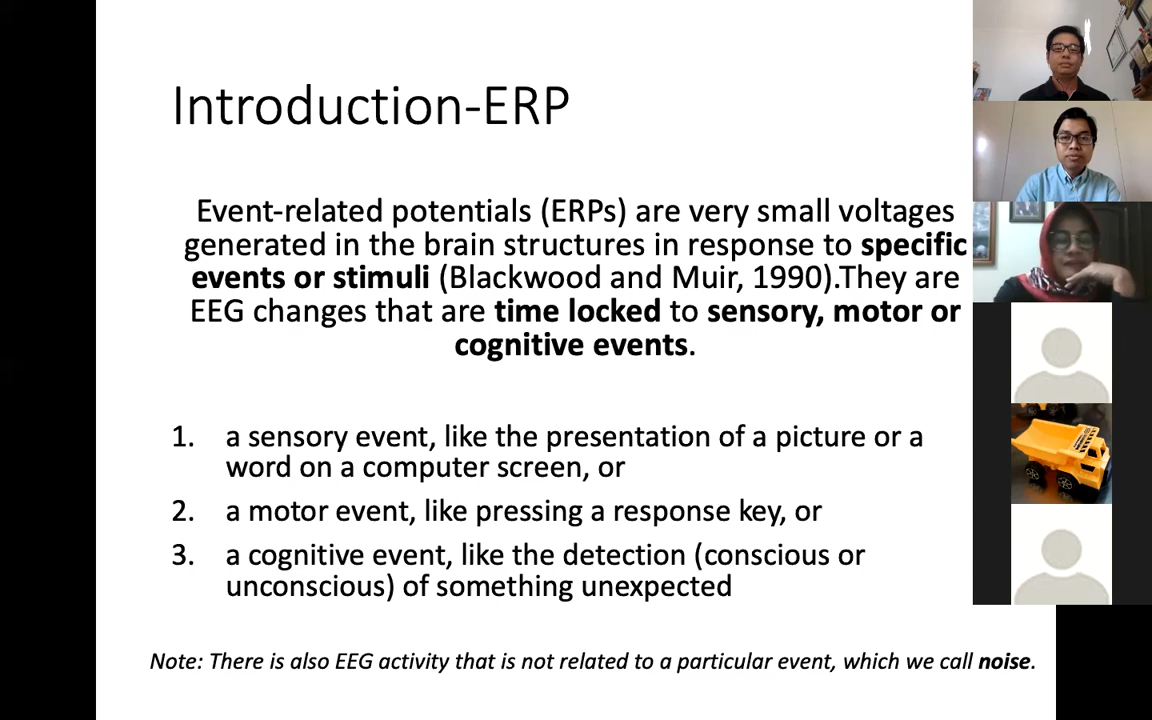 Introduction-ERP
Event-related potentials (ERPs) are very small voltages
generated in the brain structures in response to specific
events or stimuli (Blackwood and Muir, 1990).They are
EEG changes that are time locked to sensory, motor or
cognitive events.
1. a sensory event, like the presentation of a picture or a
word on a computer screen, or
2. a motor event, like pressing a response key, or
3. a cognitive event, like the detection (conscious or
unconscious) of something unexpected
Note: There is also EEG activity that is not related to a particular event, which we call noise.